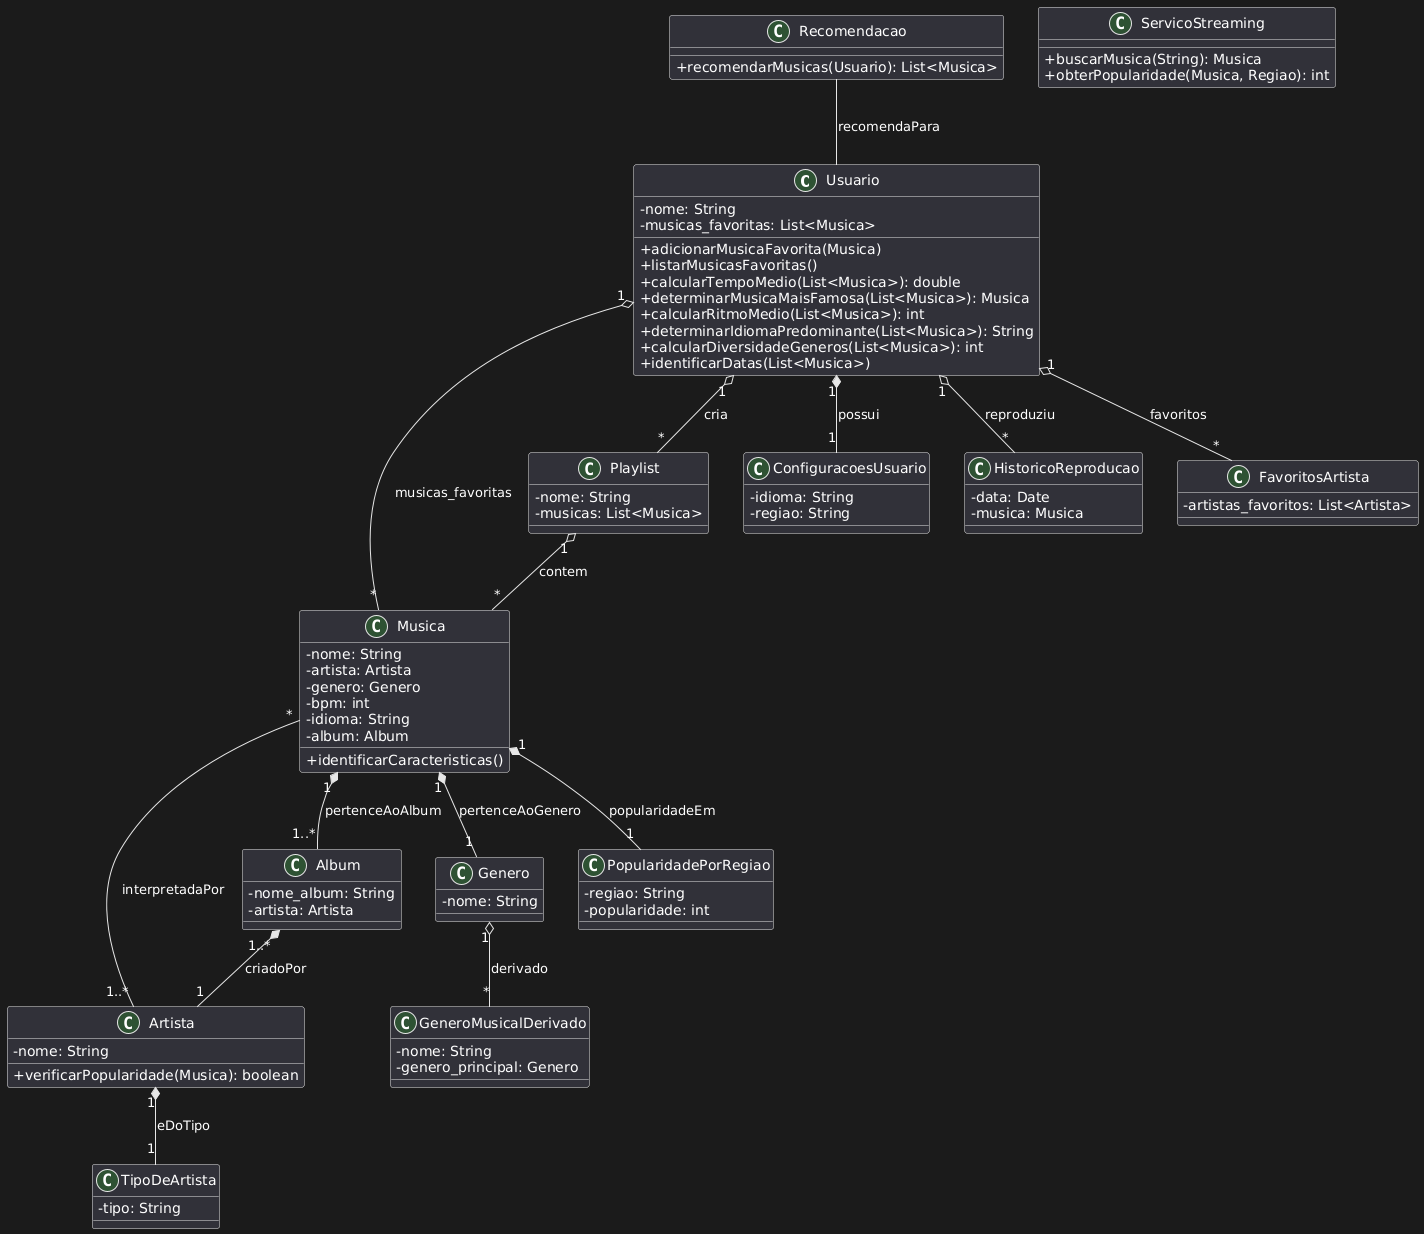 C Recomendacao
+recomendarMusicas(Usuario): List<Musica>
C ServicoStreaming
+buscarMusica(String): Musica
+obterPopularidade(Musica, Regiao): int
recomendaPara
C Usuario
-nome: String
-musicas_favoritas: List<Musica>
+adicionarMusicaFavorita(Musica)
+listarMusicasFavoritas()
+calcularTempoMedio(List<Musica>): double
+determinarMusicaMaisFamosa(List<Musica>): Musica
+calcularRitmoMedio(List<Musica>): int
+determinarIdiomaPredominante(List<Musica>): String
+calcularDiversidadeGeneros(List<Musica>): int
+identificarDatas(List<Musica>)
1
1
1
1
1
cria
possui
reproduziu
favoritos
*
1
*
*
C Playlist
-nome: String
-musicas: List<Musica>
C ConfiguracoesUsuario
-idioma: String
-regiao: String
C HistoricoReproducao
-data: Date
-musica: Musica
C FavoritosArtista
-artistas_favoritos: List<Artista>
musicas_favoritas
1
contem
*
*
C Musica
-nome: String
-artista: Artista
-genero: Genero
-bpm: int
-idioma: String
-album: Album
+identificarCaracteristicas()
*
1
1
1
pertenceAoAlbum
pertenceAoGenero
popularidadeEm
1..*
1
1
C Album
-nome_album: String
-artista: Artista
C Genero
-nome: String
C PopularidadePorRegiao
-regiao: String
-popularidade: int
interpretadaPor
1..*
1
criadoPor
derivado
1..*
1
*
C Artista
-nome: String
+verificarPopularidade(Musica): boolean
C GeneroMusicalDerivado
-nome: String
-genero_principal: Genero
1
eDoTipo
1
C TipoDeArtista
-tipo: String